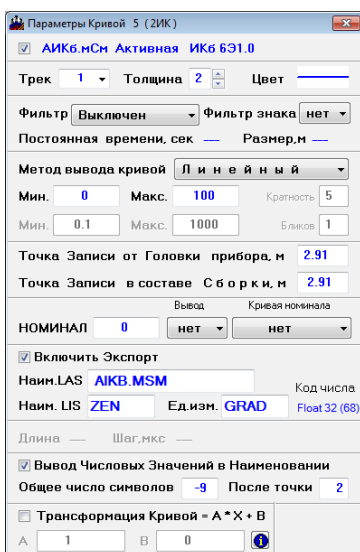 Параметры Кривой 5 (2ИК)
АИКб.мСм Активная ИКб 6Э1.0
Трек 1 Толщина 2 Цвет
Фильтр Выключен Фильтр знака нет
Постоянная времени, сек --- Размер,м ---
Метод вывода кривой Линейный
Мин. 0 Макс. 100 Кратность 5
Мин. 0.1 Макс. 1000 Бликов 1
Точка Записи от Головки прибора, м 2.91
Точка Записи в составе Сборки, м 2.91
Вывод Кривая номинала
НОМИНАЛ 0 нет нет
Включить Экспорт
Наим.LAS AIKB.MSM Код числа
Наим. LIS ZEN Ед.изм. GRAD Float 32 (68)
Длина --- Шаг,мкс ---
Вывод Числовых Значений в Наименовании
Общее число символов -9 После точки 2
Трансформация Кривой = A * X + B
A 1 B 0